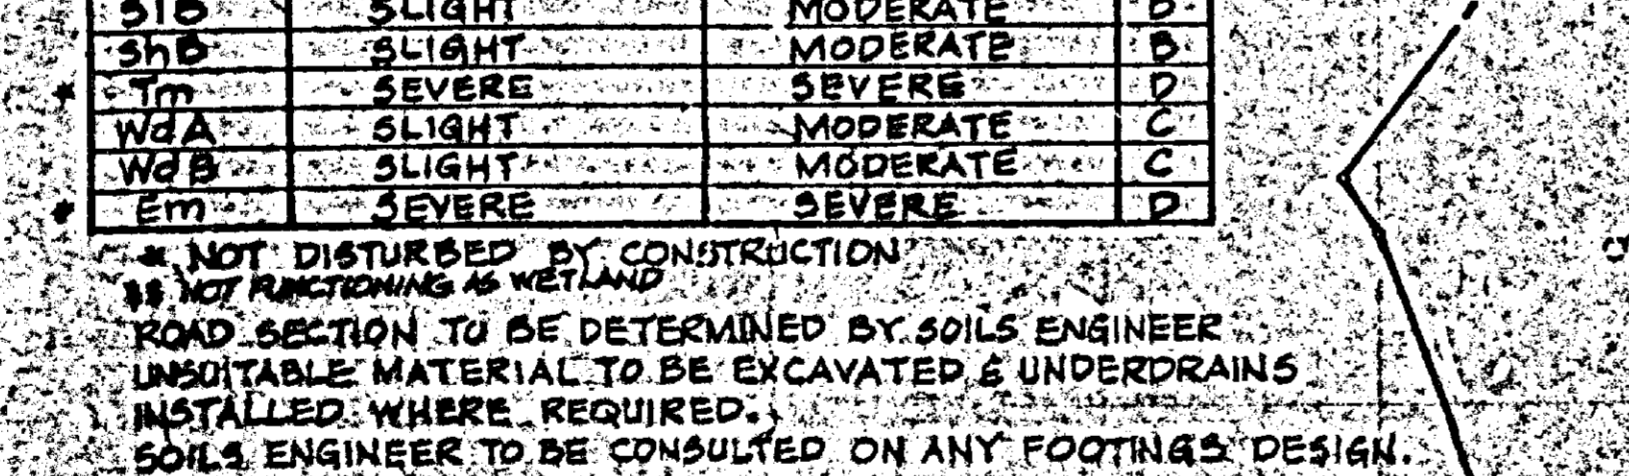 SLIGHT MODERATE
ShB SLIGHT MODERATE B
* Tm SEVERE SEVERE D
WdA SLIGHT MODERATE C
WdB SLIGHT MODERATE C
* Em SEVERE SEVERE D
* NOT DISTURBED BY CONSTRUCTION
NOT FUNCTIONING AS WETLAND
ROAD SECTION TO BE DETERMINED BY SOILS ENGINEER
UNSUITABLE MATERIAL TO BE EXCAVATED & UNDERDRAINS
INSTALLED WHERE REQUIRED.
SOILS ENGINEER TO BE CONSULTED ON ANY FOOTINGS DESIGN.